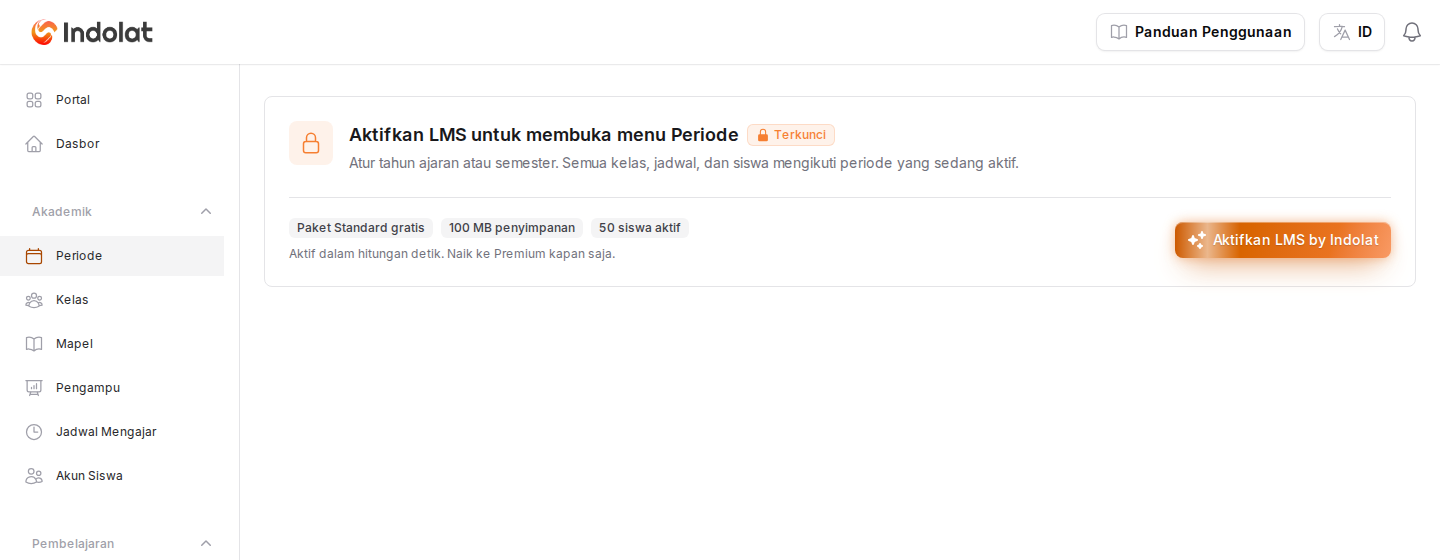 Indolat
Panduan Penggunaan
ID
Portal
Dasbor
Akademik
Periode
Kelas
Mapel
Pengampu
Jadwal Mengajar
Akun Siswa
Pembelajaran
Aktifkan LMS untuk membuka menu Periode
Terkunci
Atur tahun ajaran atau semester. Semua kelas, jadwal, dan siswa mengikuti periode yang sedang aktif.
Paket Standard gratis
100 MB penyimpanan
50 siswa aktif
Aktif dalam hitungan detik. Naik ke Premium kapan saja.
Aktifkan LMS by Indolat